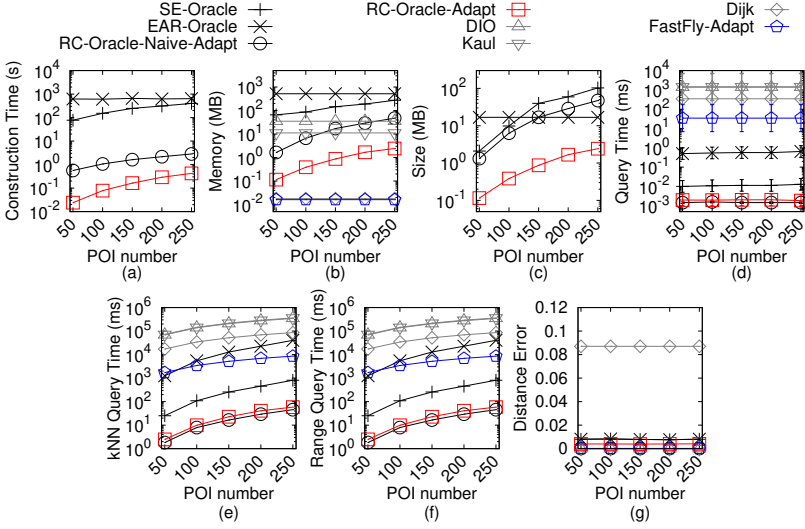 SE-Oracle
EAR-Oracle
RC-Oracle-Naive-Adapt
RC-Oracle-Adapt
DIO
Kaul
Dijk
FastFly-Adapt
Construction Time (s)
10^4
10^3
10^2
10^1
10^0
10^-1
10^-2
50
100
150
200
250
POI number
(a)
Memory (MB)
10^3
10^2
10^1
10^0
10^-1
10^-2
50
100
150
200
250
POI number
(b)
Size (MB)
10^2
10^1
10^0
10^-1
50
100
150
200
250
POI number
(c)
Query Time (ms)
10^4
10^3
10^2
10^1
10^0
10^-1
10^-2
10^-3
50
100
150
200
250
POI number
(d)
kNN Query Time (ms)
10^6
10^5
10^4
10^3
10^2
10^1
10^0
50
100
150
200
250
POI number
(e)
Range Query Time (ms)
10^6
10^5
10^4
10^3
10^2
10^1
10^0
50
100
150
200
250
POI number
(f)
Distance Error
0.12
0.1
0.08
0.06
0.04
0.02
0
50
100
150
200
250
POI number
(g)